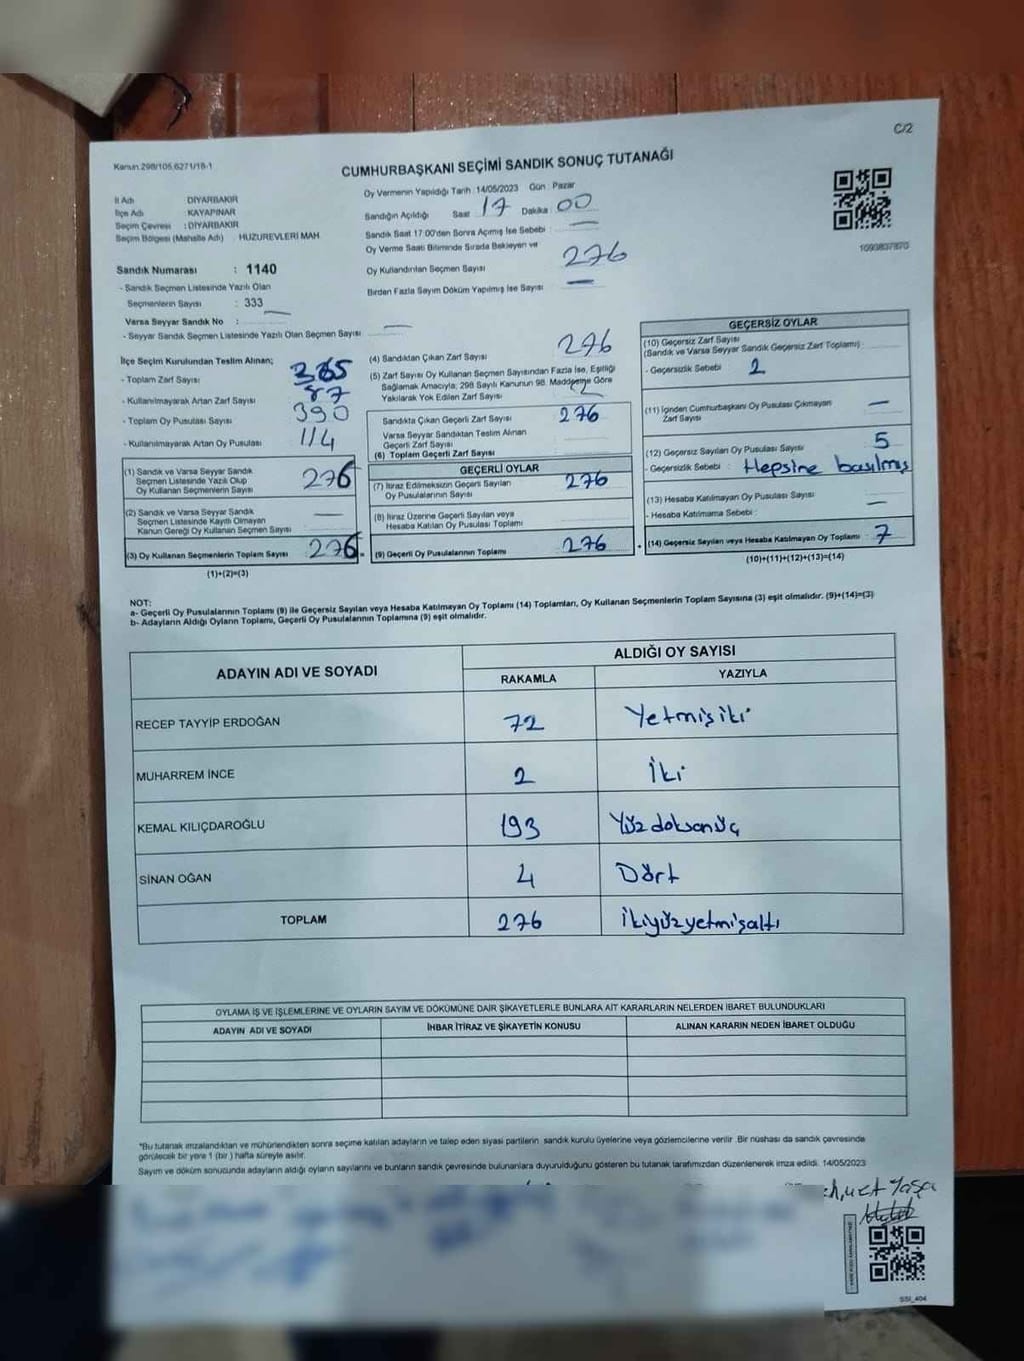 C/2
Kanun 298/105,6271/18-1
CUMHURBAŞKANI SEÇİMİ SANDIK SONUÇ TUTANAĞI
İl Adı : DİYARBAKIR
İlçe Adı : KAYAPINAR
Seçim Çevresi : DİYARBAKIR
Seçim Bölgesi (Mahalle Adı) : HUZUREVLERİ MAH
Sandık Numarası : 1140
- Sandık Seçmen Listesinde Yazılı Olan
Seçmenlerin Sayısı : 333
Varsa Seyyar Sandık No : —
- Seyyar Sandık Seçmen Listesinde Yazılı Olan Seçmen Sayısı —
Oy Vermenin Yapıldığı Tarih : 14/05/2023 Gün : Pazar
Sandığın Açıldığı Saat 17 Dakika 00
Sandık Saat 17:00'den Sonra Açılmış İse Sebebi : —
Oy Verme Saati Bitiminde Sırada Bekleyen ve
Oy Kullandırılan Seçmen Sayısı 276
Birden Fazla Sayım Döküm Yapılmış İse Sayısı —
1093837870
İlçe Seçim Kurulundan Teslim Alınan;
- Toplam Zarf Sayısı 365
- Kullanılmayarak Artan Zarf Sayısı 87
- Toplam Oy Pusulası Sayısı 390
- Kullanılmayarak Artan Oy Pusulası 114
(1) Sandık ve Varsa Seyyar Sandık
Seçmen Listesinde Yazılı Olup
Oy Kullanan Seçmenlerin Sayısı 276
(2) Sandık ve Varsa Seyyar Sandık
Seçmen Listesinde Kayıtlı Olmayan
Kanun Gereği Oy Kullanan Seçmen Sayısı —
(3) Oy Kullanan Seçmenlerin Toplam Sayısı 276
(1)+(2)=(3)
(4) Sandıktan Çıkan Zarf Sayısı 276
(5) Zarf Sayısı Oy Kullanan Seçmen Sayısından Fazla İse, Eşitliği
Sağlamak Amacıyla; 298 Sayılı Kanunun 98. Maddesine Göre
Yakılarak Yok Edilen Zarf Sayısı
Sandıkta Çıkan Geçerli Zarf Sayısı 276
Varsa Seyyar Sandıktan Teslim Alınan
Geçerli Zarf Sayısı
(6) Toplam Geçerli Zarf Sayısı
GEÇERLİ OYLAR
(7) İtiraz Edilmeksizin Geçerli Sayılan
Oy Pusulalarının Sayısı 276
(8) İtiraz Üzerine Geçerli Sayılan veya
Hesaba Katılan Oy Pusulası Toplamı
(9) Geçerli Oy Pusulalarının Toplamı 276
GEÇERSİZ OYLAR
(10) Geçersiz Zarf Sayısı
(Sandık ve Varsa Seyyar Sandık Geçersiz Zarf Toplamı) :
- Geçersizlik Sebebi : 2
(11) İçinden Cumhurbaşkanı Oy Pusulası Çıkmayan
Zarf Sayısı —
(12) Geçersiz Sayılan Oy Pusulası Sayısı : 5
- Geçersizlik Sebebi : Hepsine basılmış
(13) Hesaba Katılmayan Oy Pusulası Sayısı : —
- Hesaba Katılmama Sebebi :
(14) Geçersiz Sayılan veya Hesaba Katılmayan Oy Toplamı : 7
(10)+(11)+(12)+(13)=(14)
NOT:
a- Geçerli Oy Pusulalarının Toplamı (9) ile Geçersiz Sayılan veya Hesaba Katılmayan Oy Toplamı (14) Toplamları, Oy Kullanan Seçmenlerin Toplam Sayısına (3) eşit olmalıdır. (9)+(14)=(3)
b- Adayların Aldığı Oyların Toplamı, Geçerli Oy Pusulalarının Toplamına (9) eşit olmalıdır.
ADAYIN ADI VE SOYADI
ALDIĞI OY SAYISI
RAKAMLA YAZIYLA
RECEP TAYYİP ERDOĞAN 72 Yetmişiki
MUHARREM İNCE 2 İki
KEMAL KILIÇDAROĞLU 193 Yüzdoksanüç
SİNAN OĞAN 4 Dört
TOPLAM 276 İkiyüzyetmişaltı
OYLAMA İŞ VE İŞLEMLERİNE VE OYLARIN SAYIM VE DÖKÜMÜNE DAİR ŞİKAYETLERLE BUNLARA AİT KARARLARIN NELERDEN İBARET BULUNDUKLARI
ADAYIN ADI VE SOYADI İHBAR İTİRAZ VE ŞİKAYETİN KONUSU ALINAN KARARIN NEDEN İBARET OLDUĞU
*Bu tutanak imzalandıktan ve mühürlendikten sonra seçime katılan adayların ve talep eden siyasi partilerin, sandık kurulu üyelerine veya gözlemcilerine verilir .Bir nüshası da sandık çevresinde
görülecek bir yere 1 (bir ) hafta süreyle asılır.
Sayım ve döküm sonucunda adayların aldığı oyların sayılarını ve bunların sandık çevresinde bulunanlara duyurulduğunu gösteren bu tutanak tarafımızdan düzenlenerek imza edildi. 14/05/2023
SSI_404